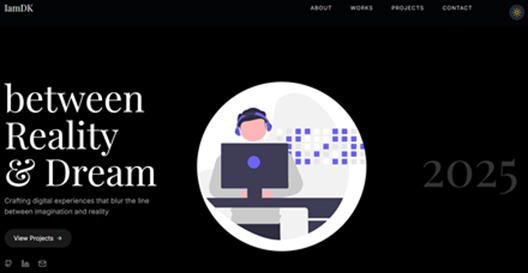 IamDK
ABOUT WORKS PROJECTS CONTACT
between
Reality
& Dream
2025
Crafting digital experiences that blur the line
between imagination and reality
View Projects →